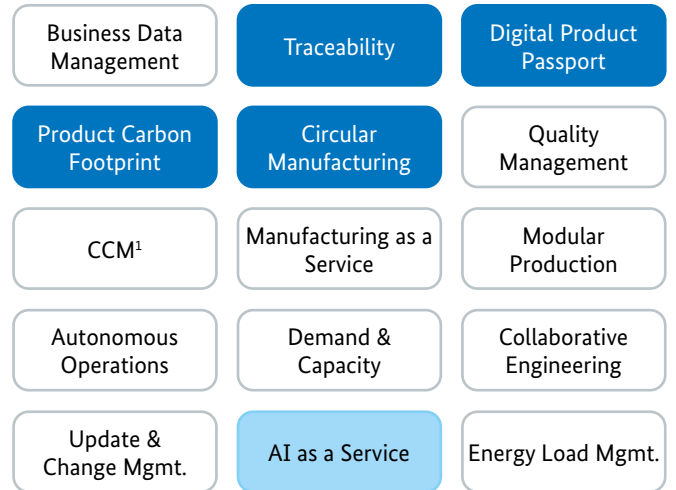 Business Data
Management
Traceability
Digital Product
Passport
Product Carbon
Footprint
Circular
Manufacturing
Quality
Management
CCM¹
Manufacturing as a
Service
Modular
Production
Autonomous
Operations
Demand &
Capacity
Collaborative
Engineering
Update &
Change Mgmt.
AI as a Service
Energy Load Mgmt.